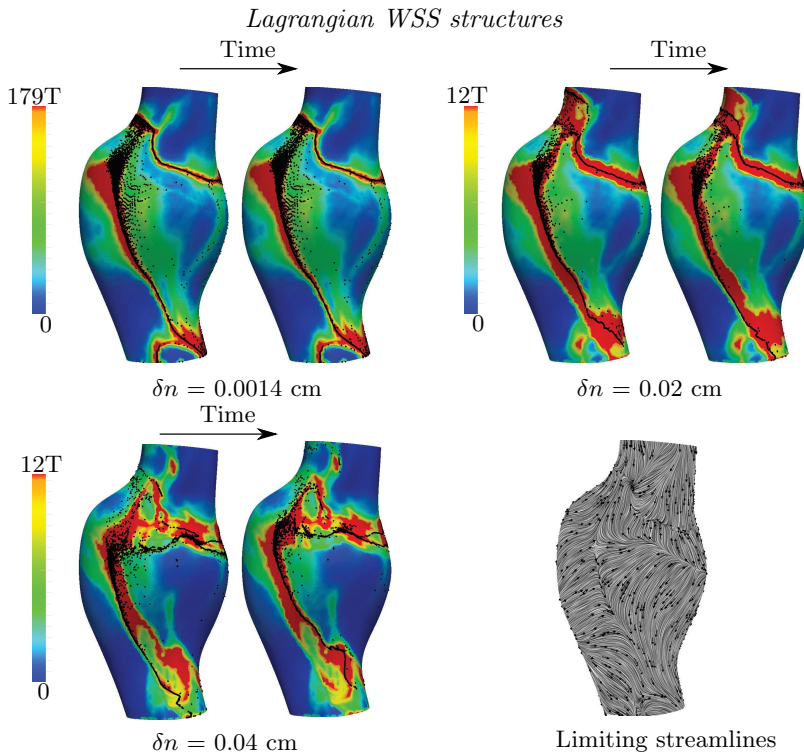 Lagrangian WSS structures
Time
Time
179T
0
12T
0
δn = 0.0014 cm
δn = 0.02 cm
Time
12T
0
δn = 0.04 cm
Limiting streamlines